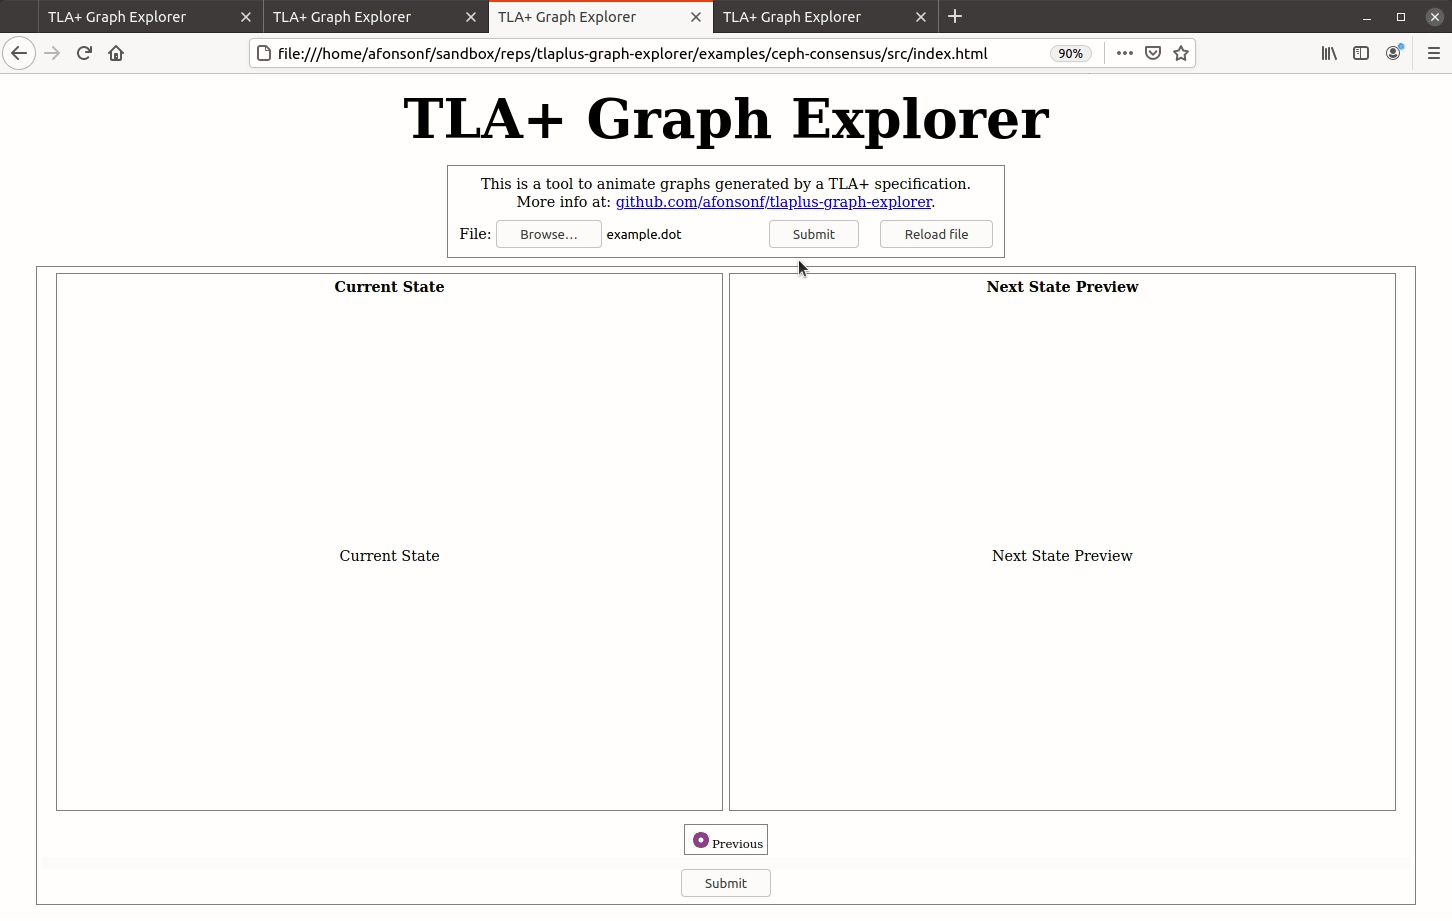 TLA+ Graph Explorer TLA+ Graph Explorer TLA+ Graph Explorer TLA+ Graph Explorer
file:///home/afonsonf/sandbox/reps/tlaplus-graph-explorer/examples/ceph-consensus/src/index.html 90%
TLA+ Graph Explorer
This is a tool to animate graphs generated by a TLA+ specification.
More info at: github.com/afonsonf/tlaplus-graph-explorer.
File: Browse... example.dot Submit Reload file
Current State Next State Preview
Current State Next State Preview
Previous
Submit